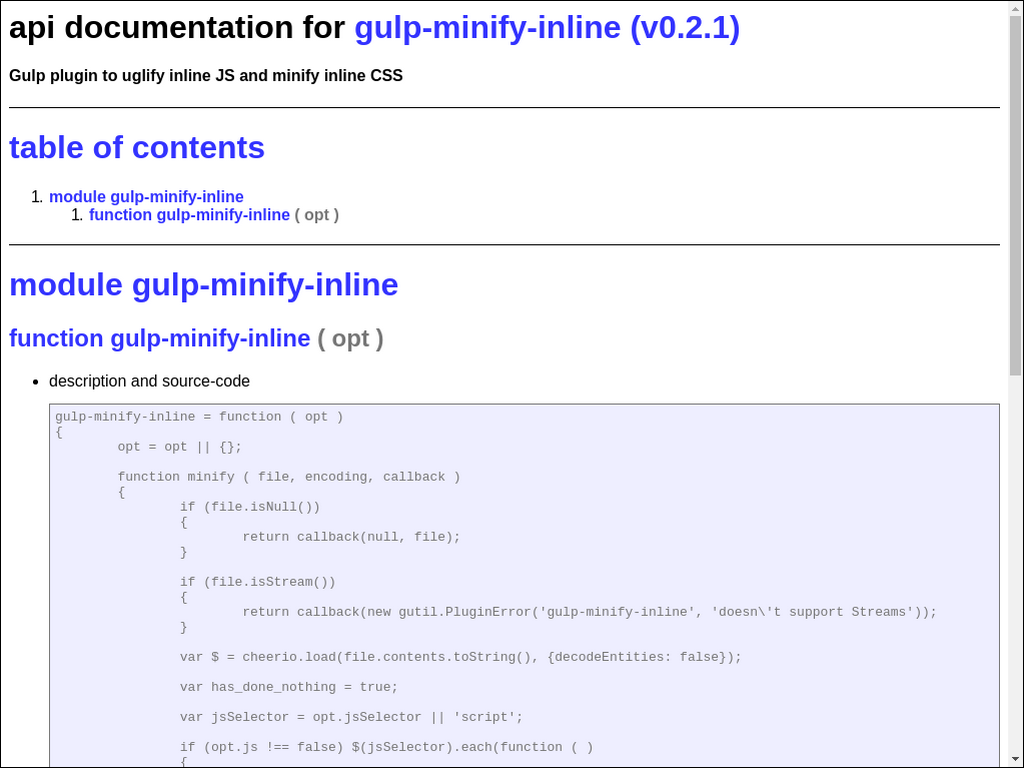 api documentation for gulp-minify-inline (v0.2.1)
Gulp plugin to uglify inline JS and minify inline CSS
table of contents
1. module gulp-minify-inline
1. function gulp-minify-inline ( opt )
module gulp-minify-inline
function gulp-minify-inline ( opt )
• description and source-code
gulp-minify-inline = function ( opt )
{
opt = opt || {};
function minify ( file, encoding, callback )
{
if (file.isNull())
{
return callback(null, file);
}
if (file.isStream())
{
return callback(new gutil.PluginError('gulp-minify-inline', 'doesn\'t support Streams'));
}
var $ = cheerio.load(file.contents.toString(), {decodeEntities: false});
var has_done_nothing = true;
var jsSelector = opt.jsSelector || 'script';
if (opt.js !== false) $(jsSelector).each(function ( )
{